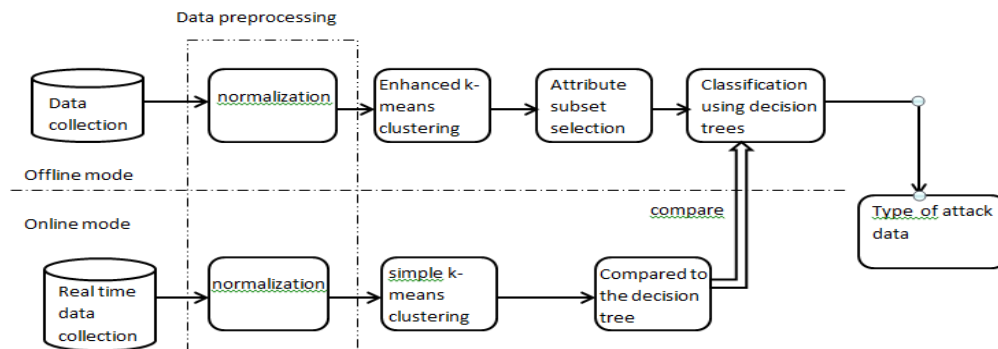 Data preprocessing
Data
collection
normalization
Enhanced k-
means
clustering
Attribute
subset
selection
Classification
using decision
trees
Offline mode
Online mode
compare
Type of attack
data
Real time
data
collection
normalization
simple k-
means
clustering
Compared to
the decision
tree